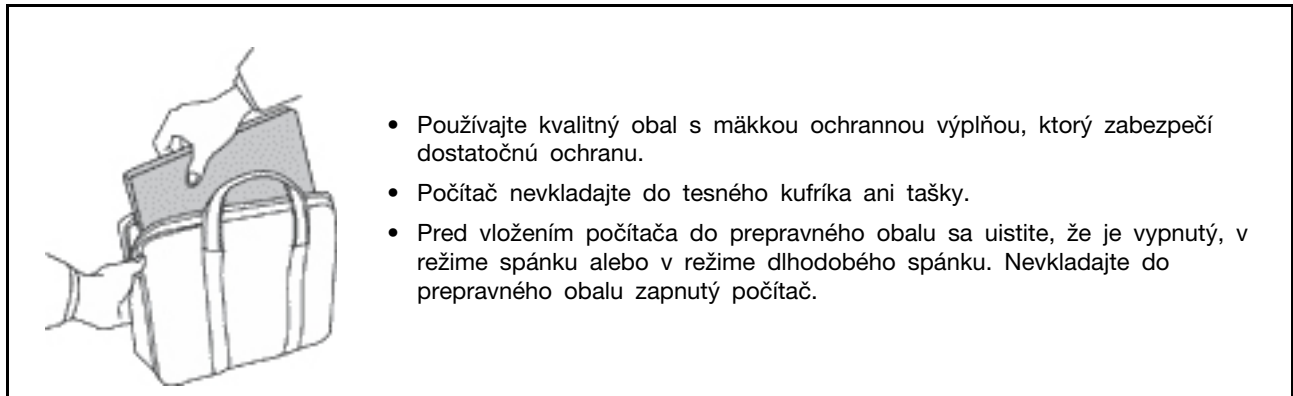 • Používajte kvalitný obal s mäkkou ochrannou výplňou, ktorý zabezpečí
dostatočnú ochranu.
• Počítač nevkladajte do tesného kufríka ani tašky.
• Pred vložením počítača do prepravného obalu sa uistite, že je vypnutý, v
režime spánku alebo v režime dlhodobého spánku. Nevkladajte do
prepravného obalu zapnutý počítač.